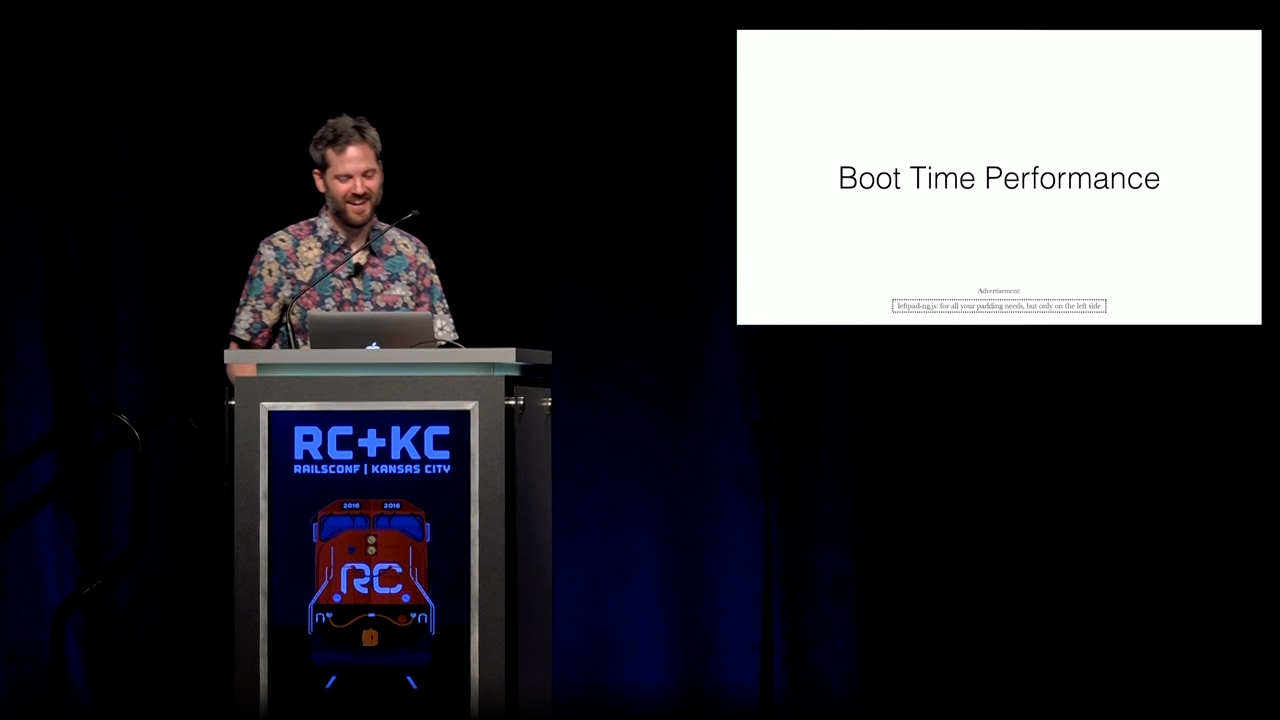 Boot Time Performance
Advertisement:
leftpad-ng.js: for all your padding needs, but only on the left side
RC+KC
RAILSCONF | KANSAS CITY
2016 2016
RC